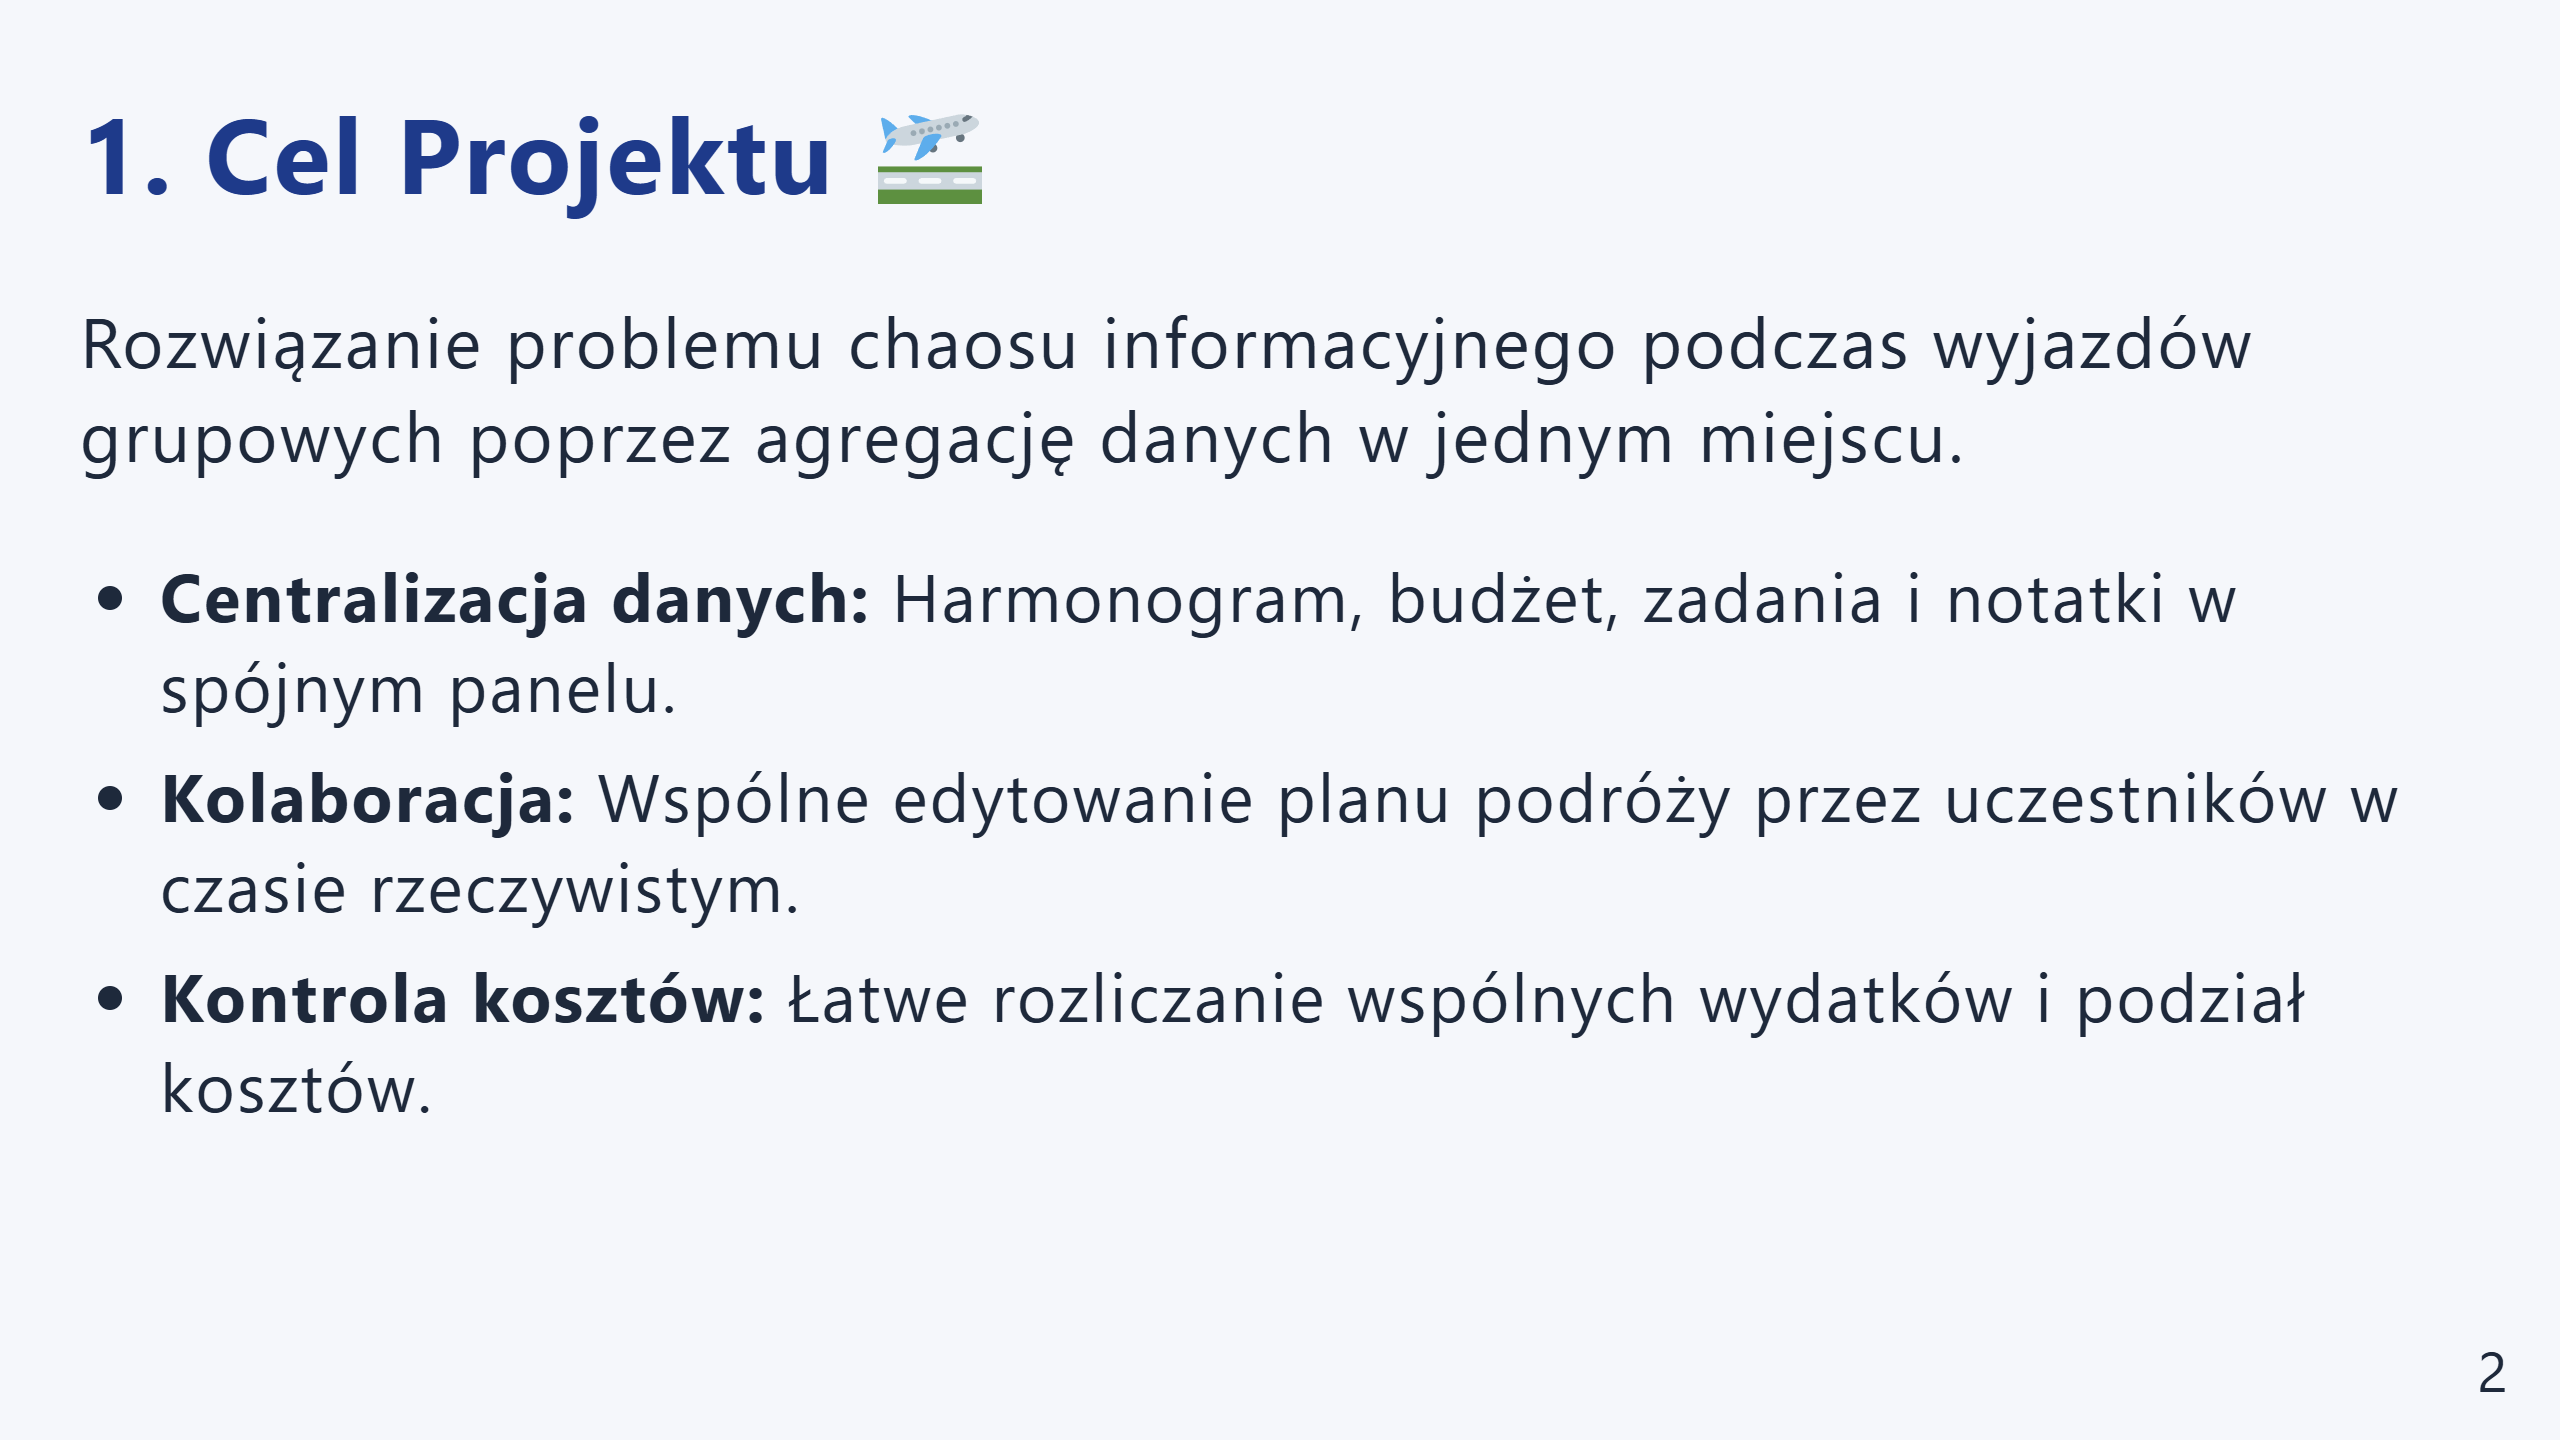 1. Cel Projektu 🛫
Rozwiązanie problemu chaosu informacyjnego podczas wyjazdów
grupowych poprzez agregację danych w jednym miejscu.
• Centralizacja danych: Harmonogram, budżet, zadania i notatki w
spójnym panelu.
• Kolaboracja: Wspólne edytowanie planu podróży przez uczestników w
czasie rzeczywistym.
• Kontrola kosztów: Łatwe rozliczanie wspólnych wydatków i podział
kosztów.
2